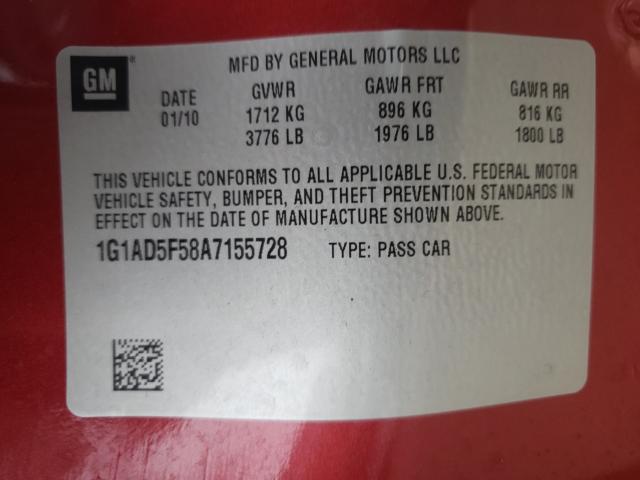 GM
MFD BY GENERAL MOTORS LLC
DATE GVWR GAWR FRT GAWR RR
01/10 1712 KG 896 KG 816 KG
3776 LB 1976 LB 1800 LB
THIS VEHICLE CONFORMS TO ALL APPLICABLE U.S. FEDERAL MOTOR
VEHICLE SAFETY, BUMPER, AND THEFT PREVENTION STANDARDS IN
EFFECT ON THE DATE OF MANUFACTURE SHOWN ABOVE.
1G1AD5F58A7155728 TYPE: PASS CAR